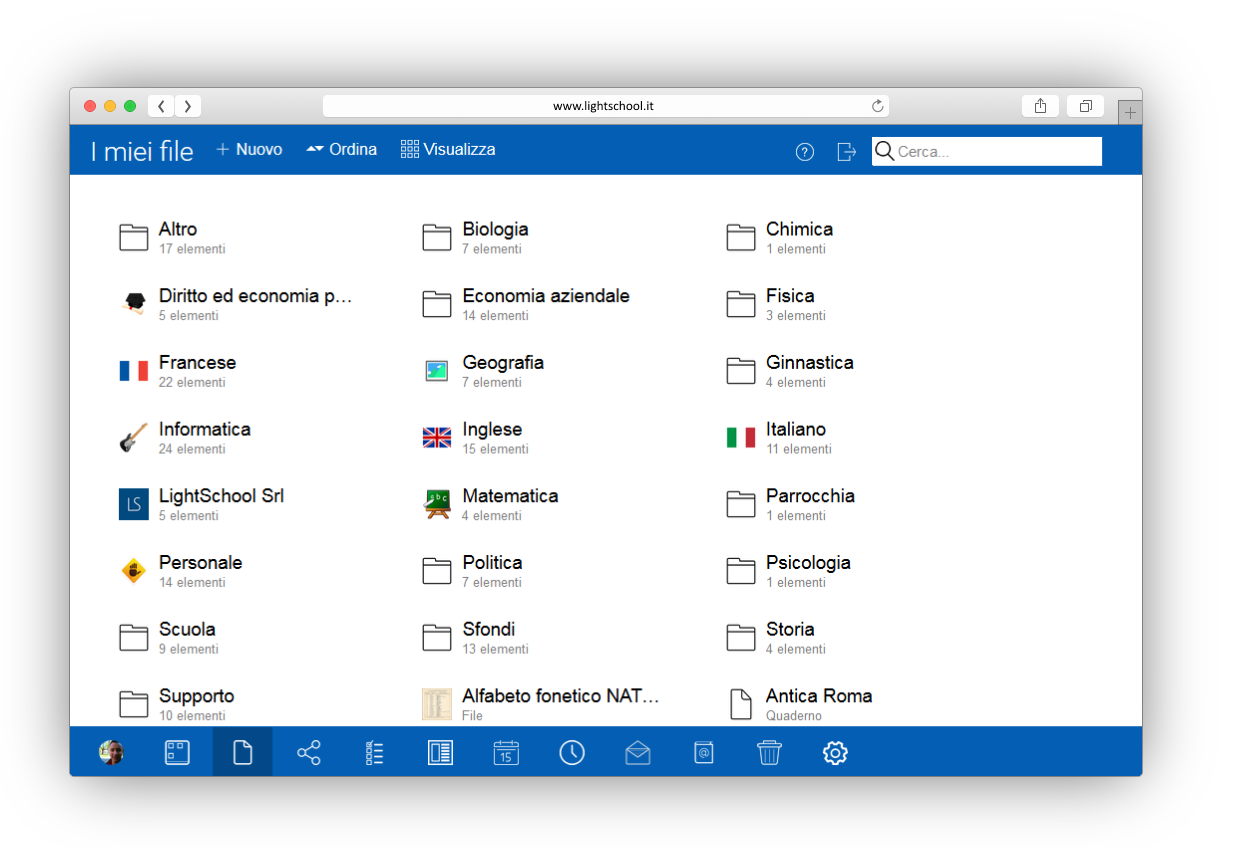 www.lightschool.it
I miei file
Nuovo
Ordina
Visualizza
Cerca...
Altro
17 elementi
Biologia
7 elementi
Chimica
1 elementi
Diritto ed economia p...
5 elementi
Economia aziendale
14 elementi
Fisica
3 elementi
Francese
22 elementi
Geografia
7 elementi
Ginnastica
4 elementi
Informatica
24 elementi
Inglese
15 elementi
Italiano
11 elementi
LS
LightSchool Srl
5 elementi
abc
Matematica
4 elementi
Parrocchia
1 elementi
Personale
14 elementi
Politica
7 elementi
Psicologia
1 elementi
Scuola
9 elementi
Sfondi
13 elementi
Storia
4 elementi
Supporto
10 elementi
Alfabeto fonetico NAT...
File
Antica Roma
Quaderno
15
@